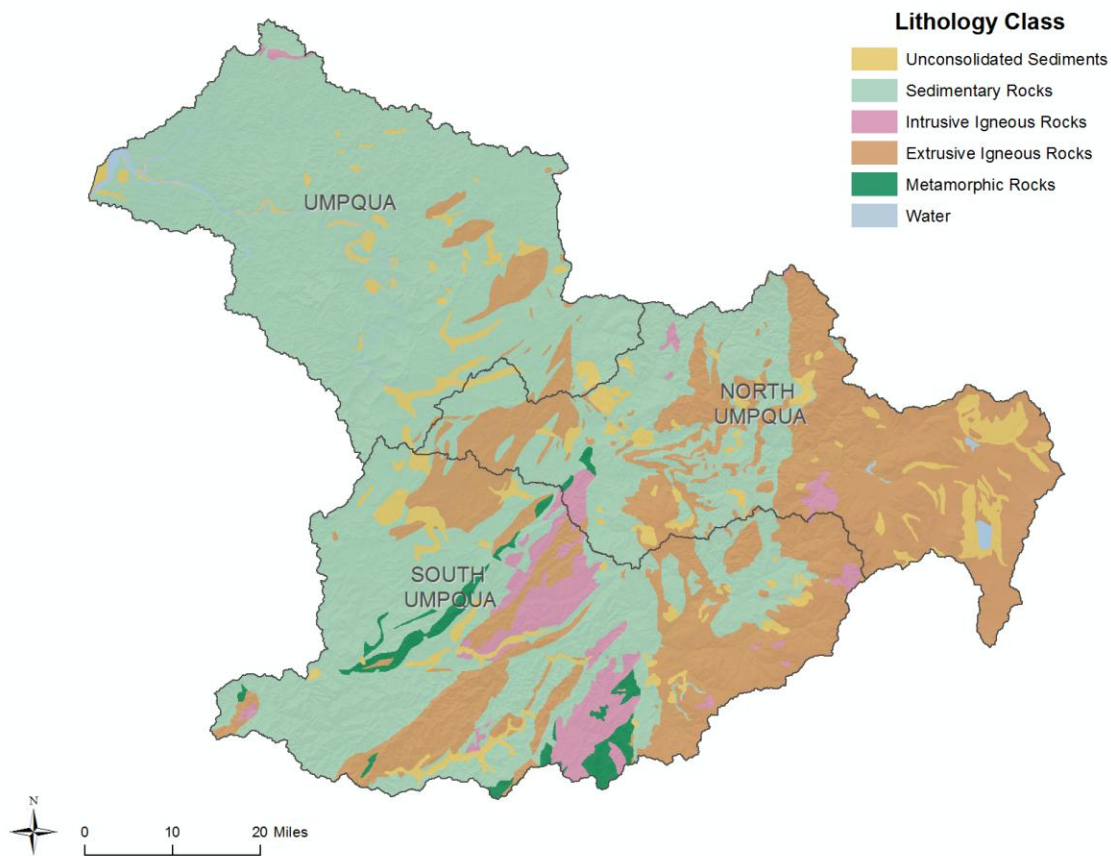 Lithology Class
Unconsolidated Sediments
Sedimentary Rocks
Intrusive Igneous Rocks
Extrusive Igneous Rocks
Metamorphic Rocks
Water
UMPQUA
NORTH
UMPQUA
SOUTH
UMPQUA
N
0 10 20 Miles